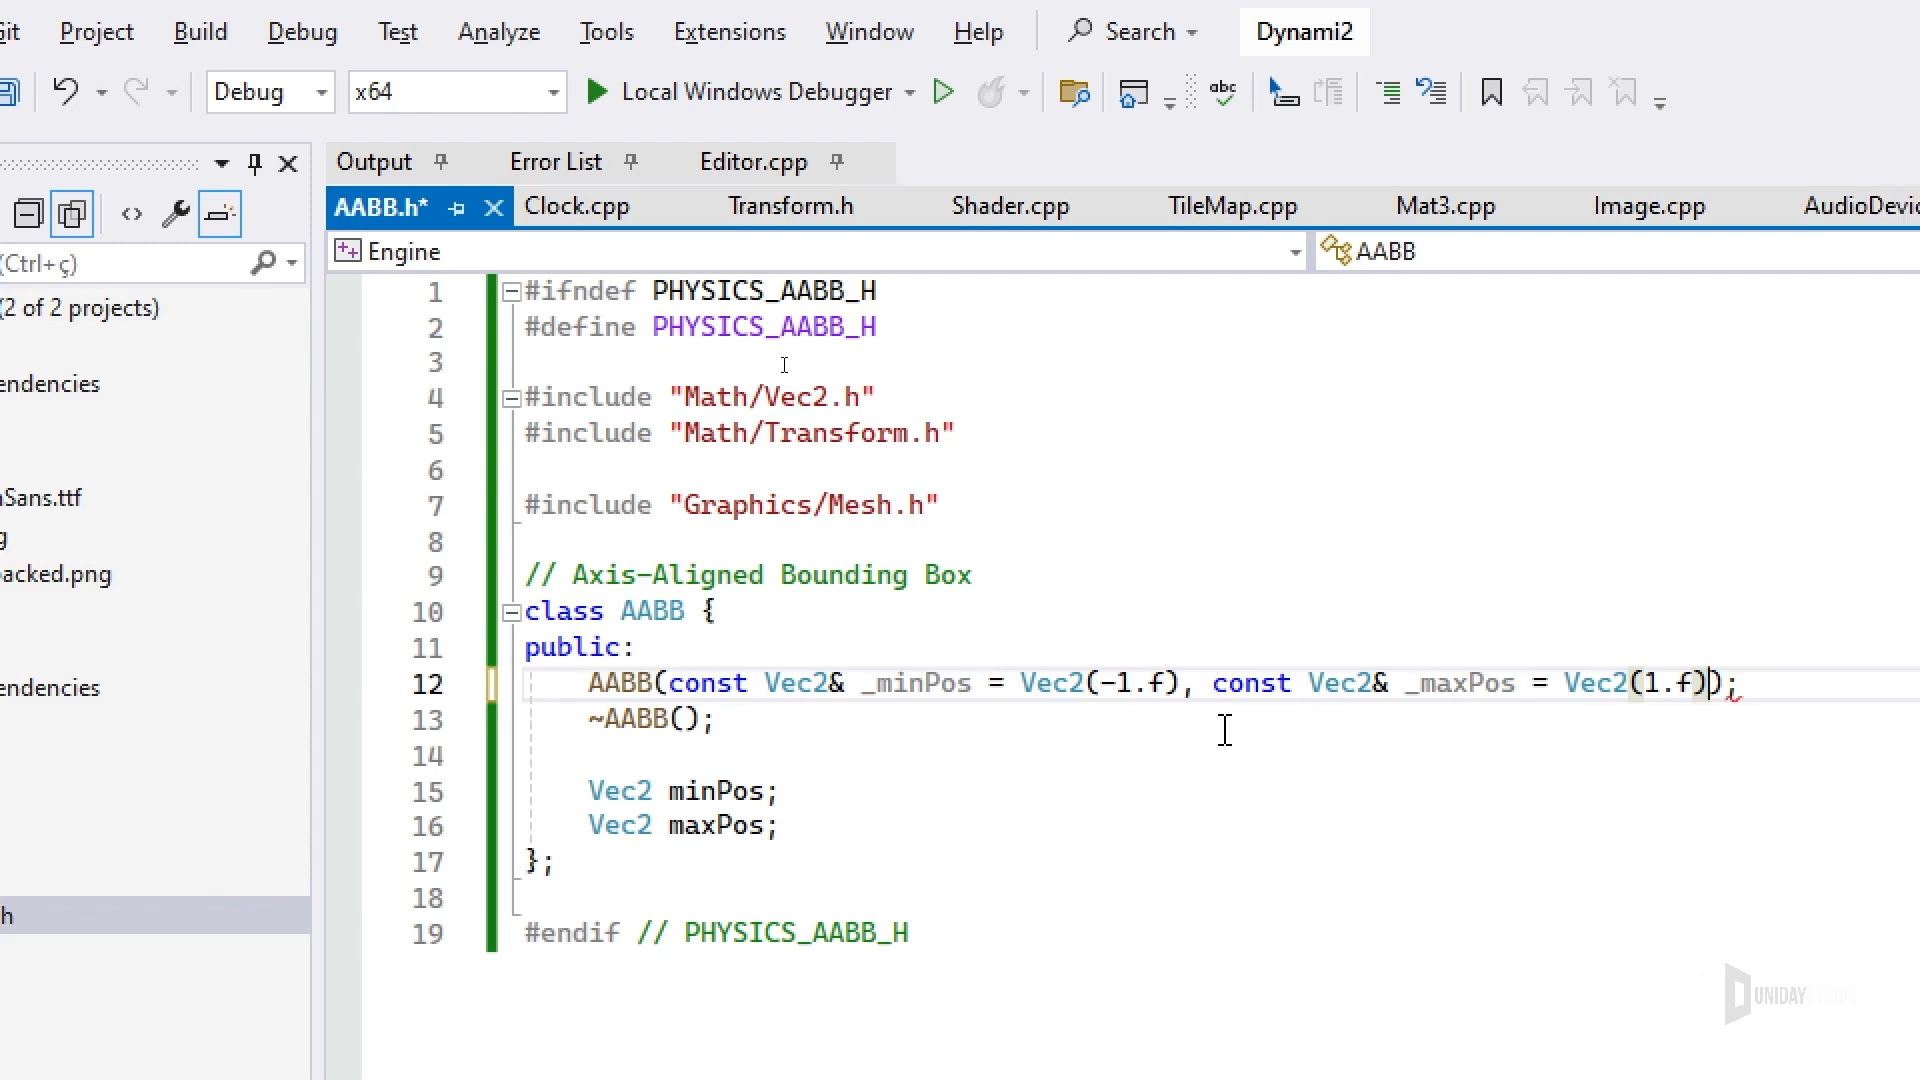 Git Project Build Debug Test Analyze Tools Extensions Window Help Search Dynami2
Debug x64 Local Windows Debugger abc
Output Error List Editor.cpp
AABB.h* Clock.cpp Transform.h Shader.cpp TileMap.cpp Mat3.cpp Image.cpp AudioDevic
Engine AABB
(Ctrl+ç)
(2 of 2 projects)
endencies
nSans.ttf
g
packed.png
endencies
h
1 #ifndef PHYSICS_AABB_H
2 #define PHYSICS_AABB_H
3
4 #include "Math/Vec2.h"
5 #include "Math/Transform.h"
6
7 #include "Graphics/Mesh.h"
8
9 // Axis-Aligned Bounding Box
10 class AABB {
11 public:
12 AABB(const Vec2& _minPos = Vec2(-1.f), const Vec2& _maxPos = Vec2(1.f));
13 ~AABB();
14
15 Vec2 minPos;
16 Vec2 maxPos;
17 };
18
19 #endif // PHYSICS_AABB_H
UNIDAYSTUDIO